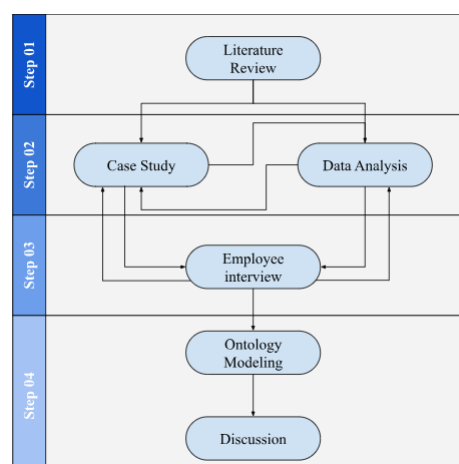 Step 01
Literature
Review
Step 02
Case Study
Data Analysis
Step 03
Employee
interview
Step 04
Ontology
Modeling
Discussion